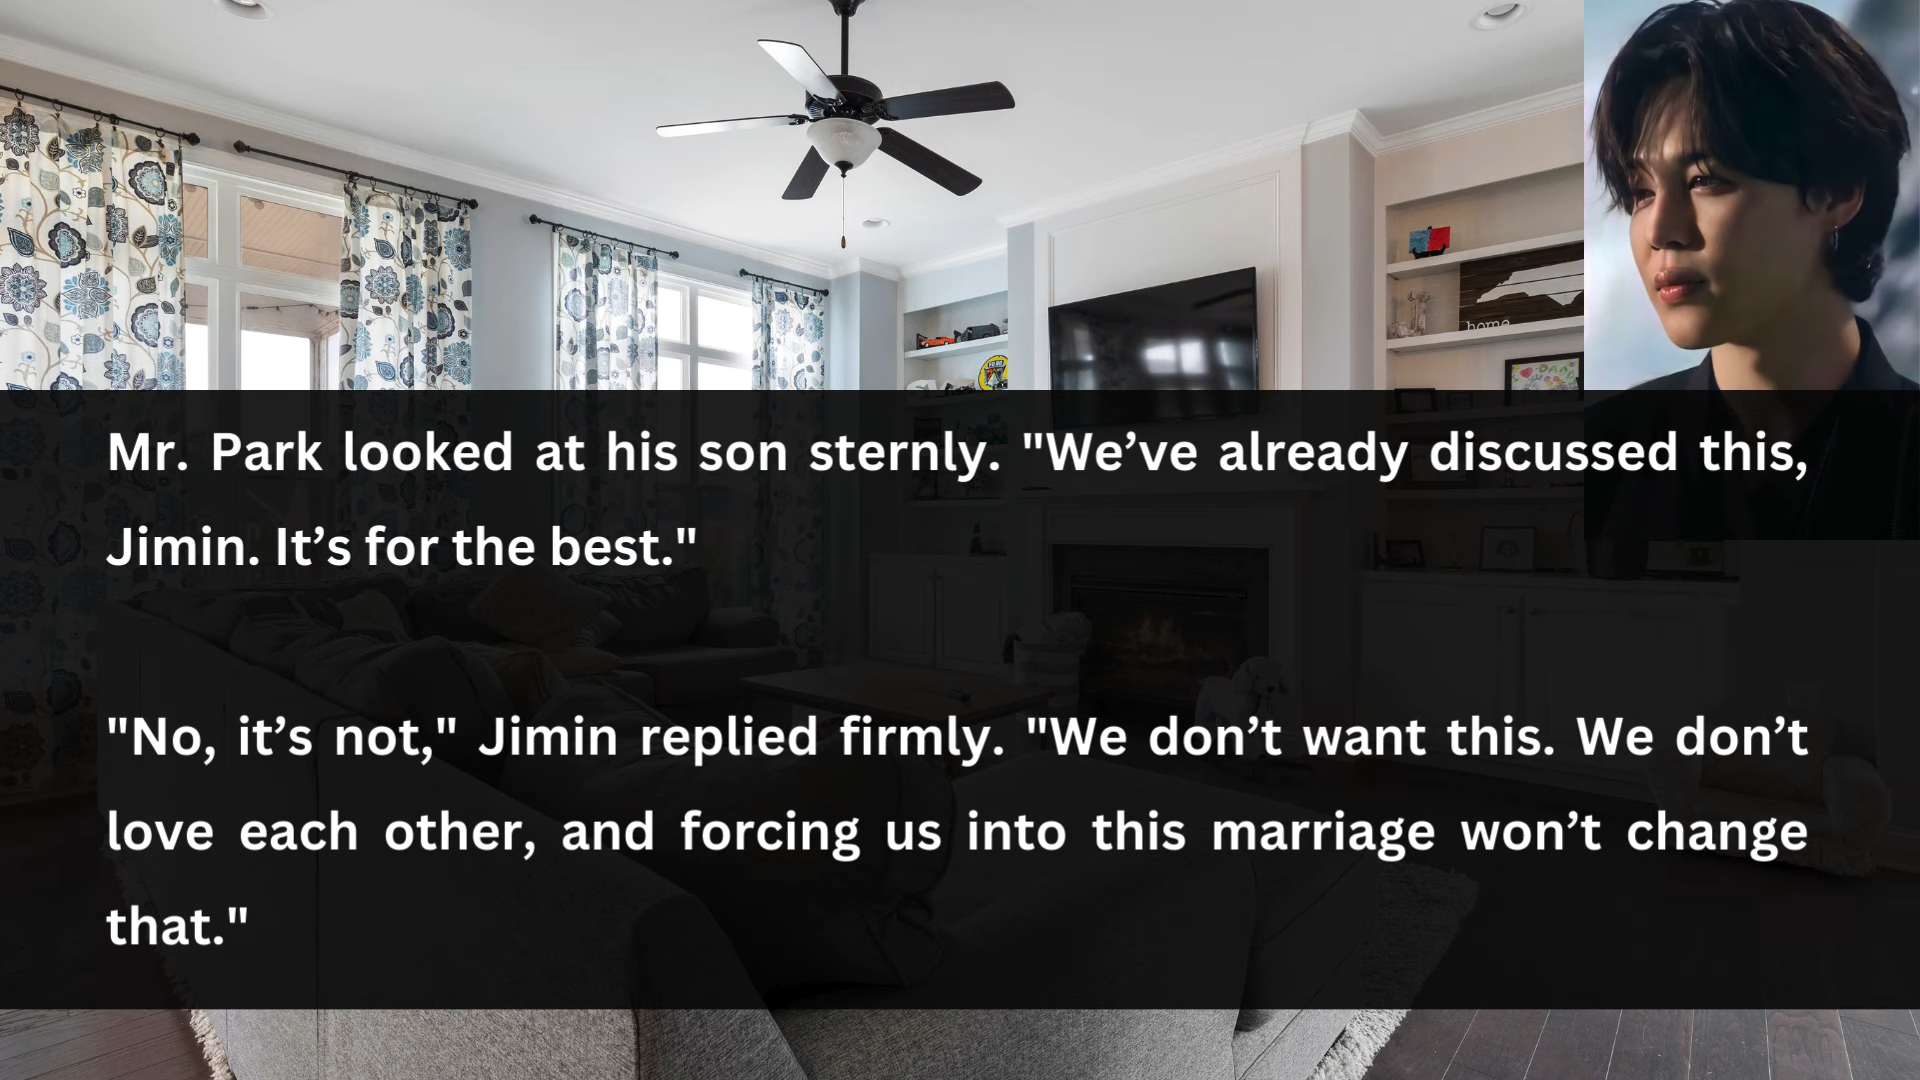 home
Mr. Park looked at his son sternly. "We’ve already discussed this,
Jimin. It’s for the best."
"No, it’s not," Jimin replied firmly. "We don’t want this. We don’t
love each other, and forcing us into this marriage won’t change
that."